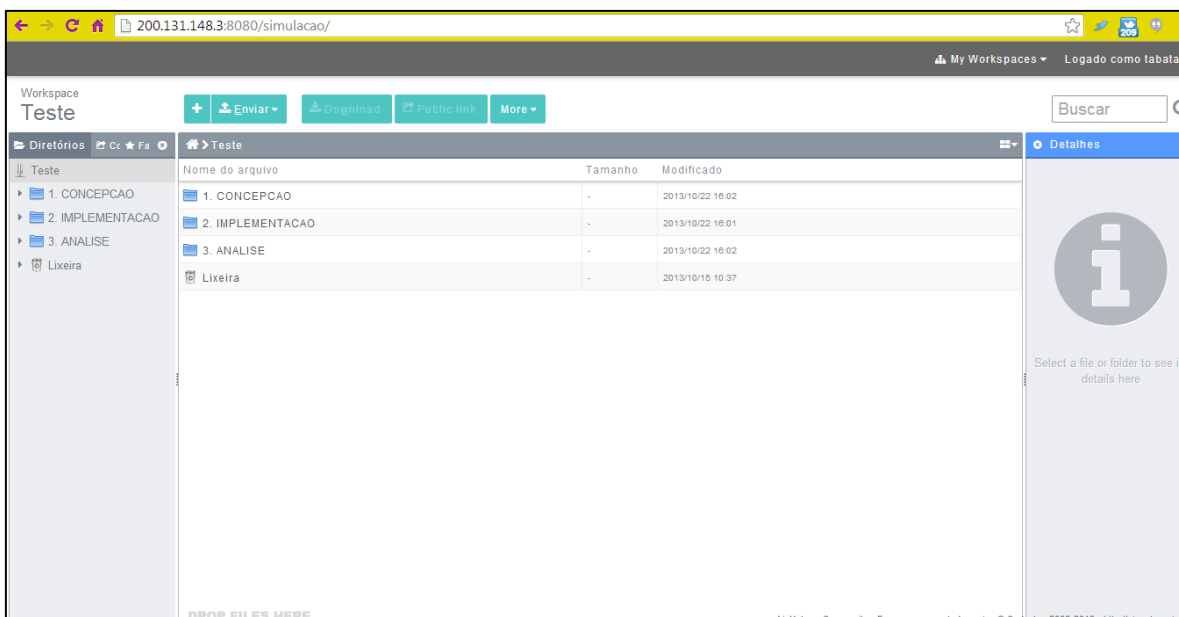 200.131.148.3:8080/simulacao/
209
My Workspaces
Logado como tabata
Workspace
Teste
+ Enviar
Download
Public link
More
Buscar
Diretórios Cc Fa
Teste
Detalhes
Teste
1. CONCEPCAO
2. IMPLEMENTACAO
3. ANALISE
Lixeira
Nome do arquivo Tamanho Modificado
1. CONCEPCAO - 2013/10/22 16:02
2. IMPLEMENTACAO - 2013/10/22 16:01
3. ANALISE - 2013/10/22 16:02
Lixeira - 2013/10/15 10:37
Select a file or folder to see
details here
DROP FILES HERE